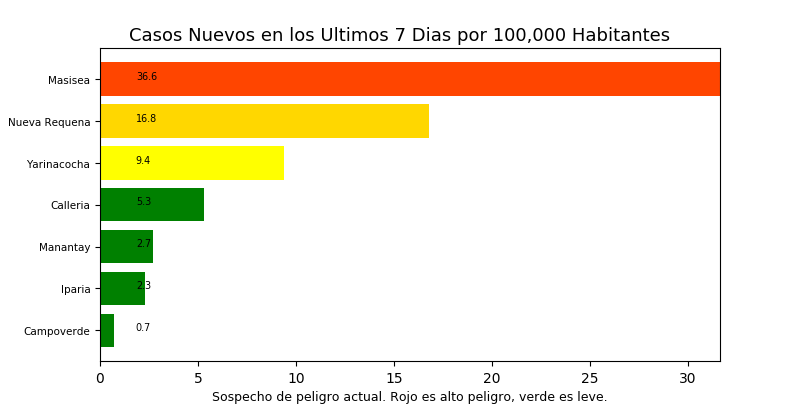 Casos Nuevos en los Ultimos 7 Dias por 100,000 Habitantes
Masisea 36.6
Nueva Requena 16.8
Yarinacocha 9.4
Calleria 5.3
Manantay 2.7
Iparia 2.3
Campoverde 0.7
0 5 10 15 20 25 30
Sospecho de peligro actual. Rojo es alto peligro, verde es leve.